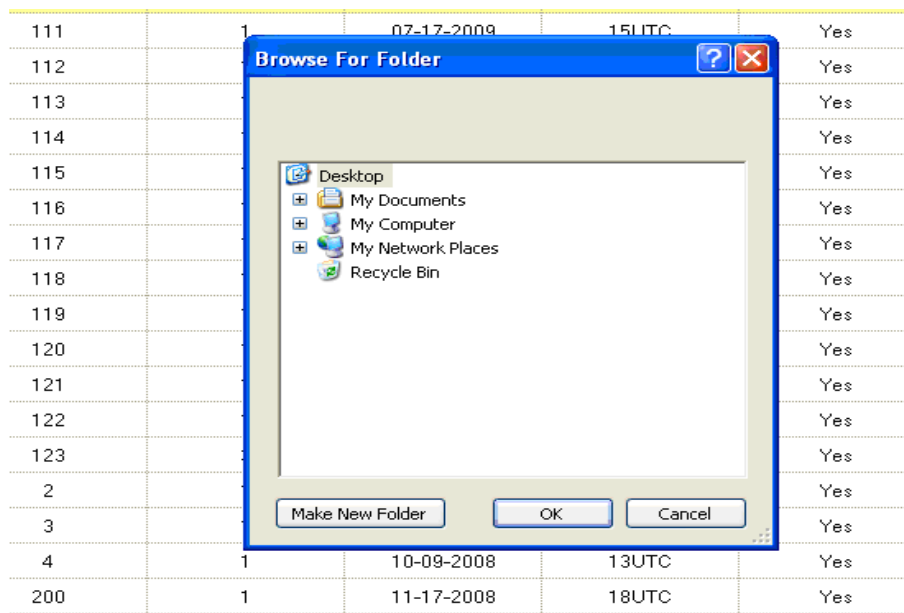 111 1 07-17-2009 15UTC Yes
Browse For Folder
112 Yes
113 Yes
114 Yes
115 Yes
Desktop
116 Yes
My Documents
My Computer
117 Yes
My Network Places
118 Yes
Recycle Bin
119 Yes
120 Yes
121 Yes
122 Yes
123 Yes
2 Yes
Make New Folder OK Cancel
3 Yes
4 1 10-09-2008 13UTC Yes
200 1 11-17-2008 18UTC Yes